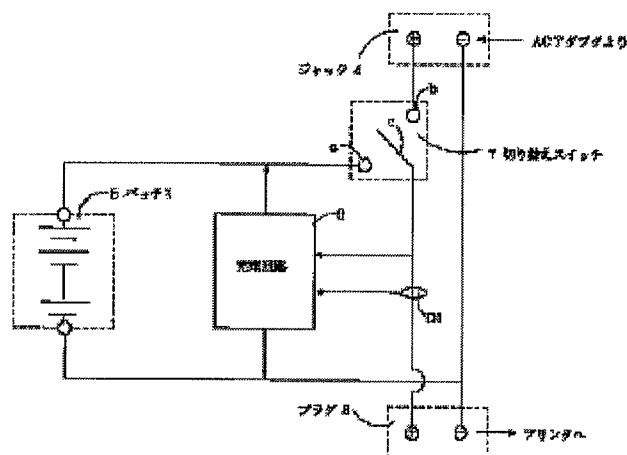 ⊕ ⊖ ACアダプタより
ジャック 4
b
c
a
7 切り替えスイッチ
6 バッテリ
9
充電回路
CH
プラグ 8
⊕ ⊖ プリンタへ